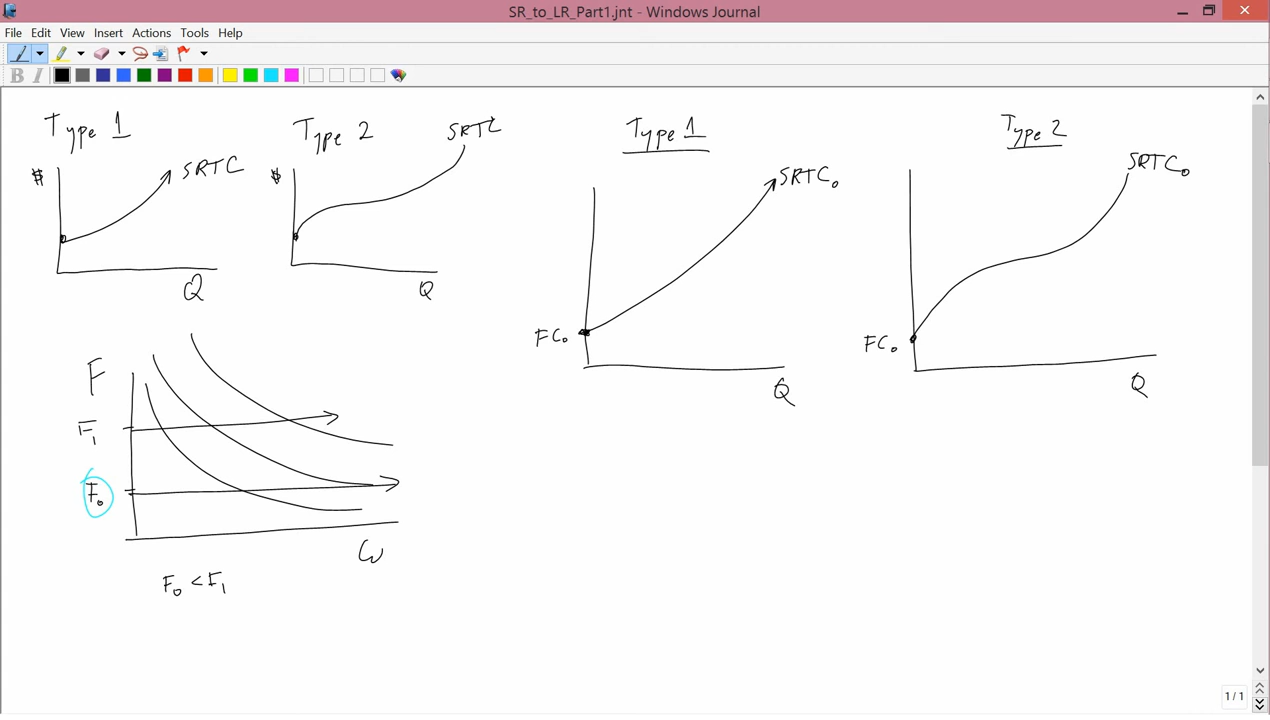 SR_to_LR_Part1.jnt - Windows Journal
File Edit View Insert Actions Tools Help
B I
Type 1
Type 2
SRTC
$
SRTC
$
Q
Q
Type 1
Type 2
SRTC₀
SRTC₀
FC₀
FC₀
Q
Q
F
F₁
F₀
ω
F₀ < F₁
1 / 1